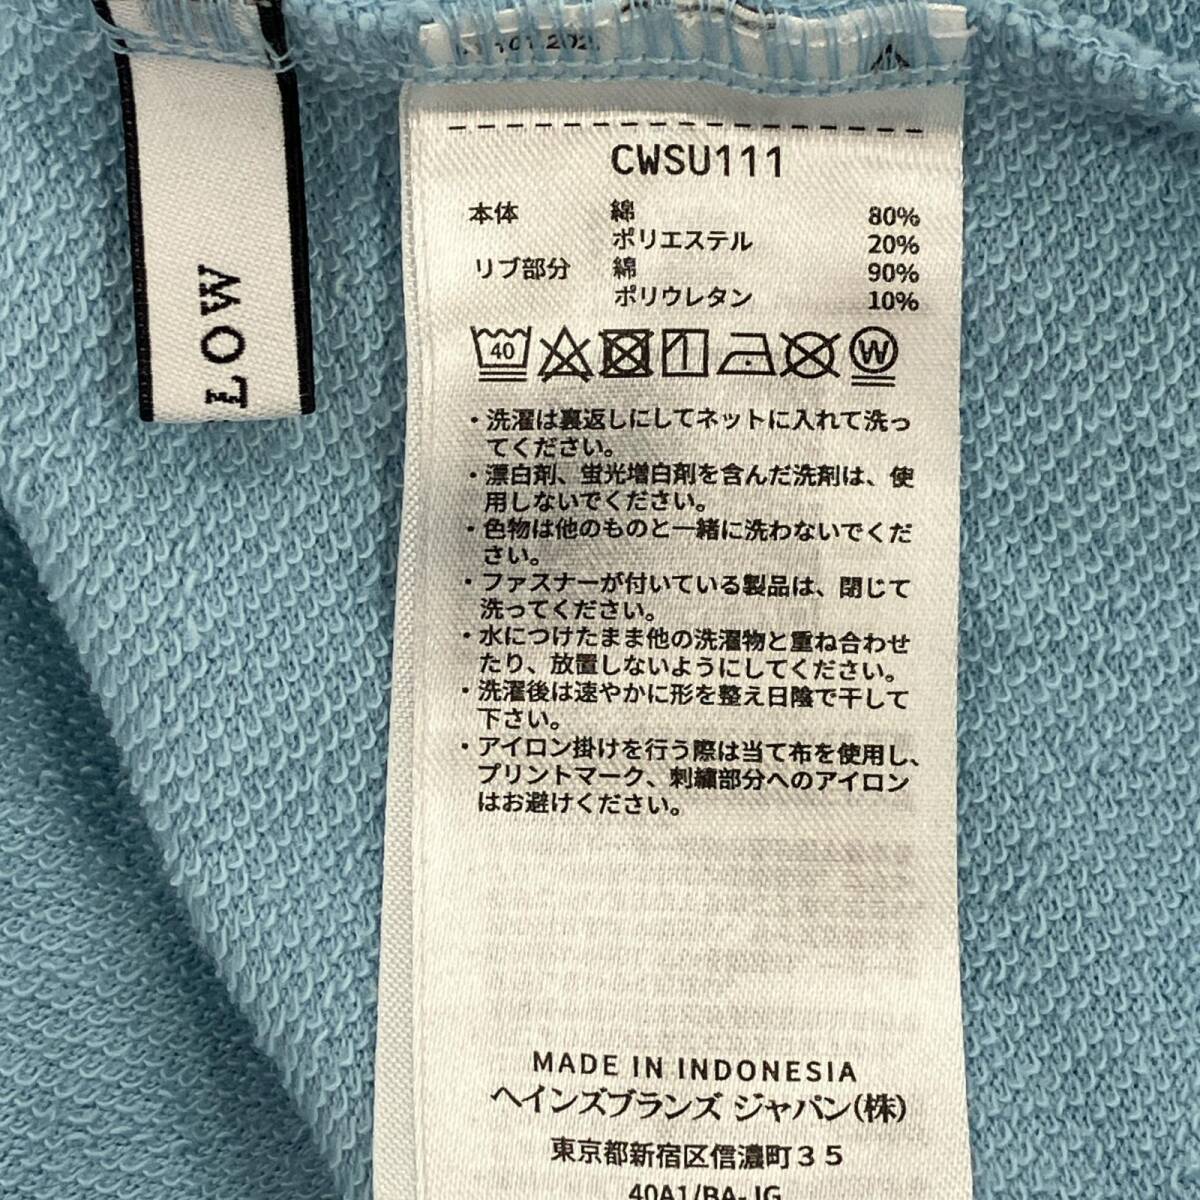 LOW
CWSU111
本体 綿 80%
ポリエステル 20%
リブ部分 綿 90%
ポリウレタン 10%
40 W
・洗濯は裏返しにしてネットに入れて洗っ
てください。
・漂白剤、蛍光増白剤を含んだ洗剤は、使
用しないでください。
・色物は他のものと一緒に洗わないでくだ
さい。
・ファスナーが付いている製品は、閉じて
洗ってください。
・水につけたまま他の洗濯物と重ね合わせ
たり、放置しないようにしてください。
・洗濯後は速やかに形を整え日陰で干して
下さい。
・アイロン掛けを行う際は当て布を使用し、
プリントマーク、刺繍部分へのアイロン
はお避けください。
MADE IN INDONESIA
ヘインズブランズ ジャパン(株)
東京都新宿区信濃町35
40A1/BA-JG